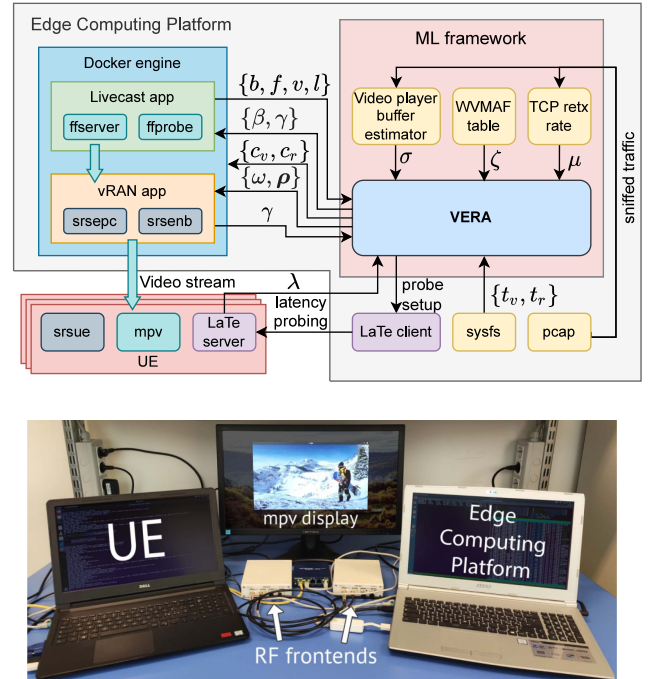 Edge Computing Platform
Docker engine
Livecast app
ffserver
ffprobe
vRAN app
srsepc
srsenb
{b, f, v, l}
{β, γ}
{c_v, c_r}
{ω, ρ}
γ
ML framework
Video player
buffer
estimator
WVMAF
table
TCP retx
rate
σ
ζ
μ
VERA
sniffed traffic
Video stream
λ
latency
probing
probe
setup
{t_v, t_r}
srsue
mpv
LaTe
server
UE
LaTe client
sysfs
pcap
UE
mpv display
Edge
Computing
Platform
RF frontends
DELL